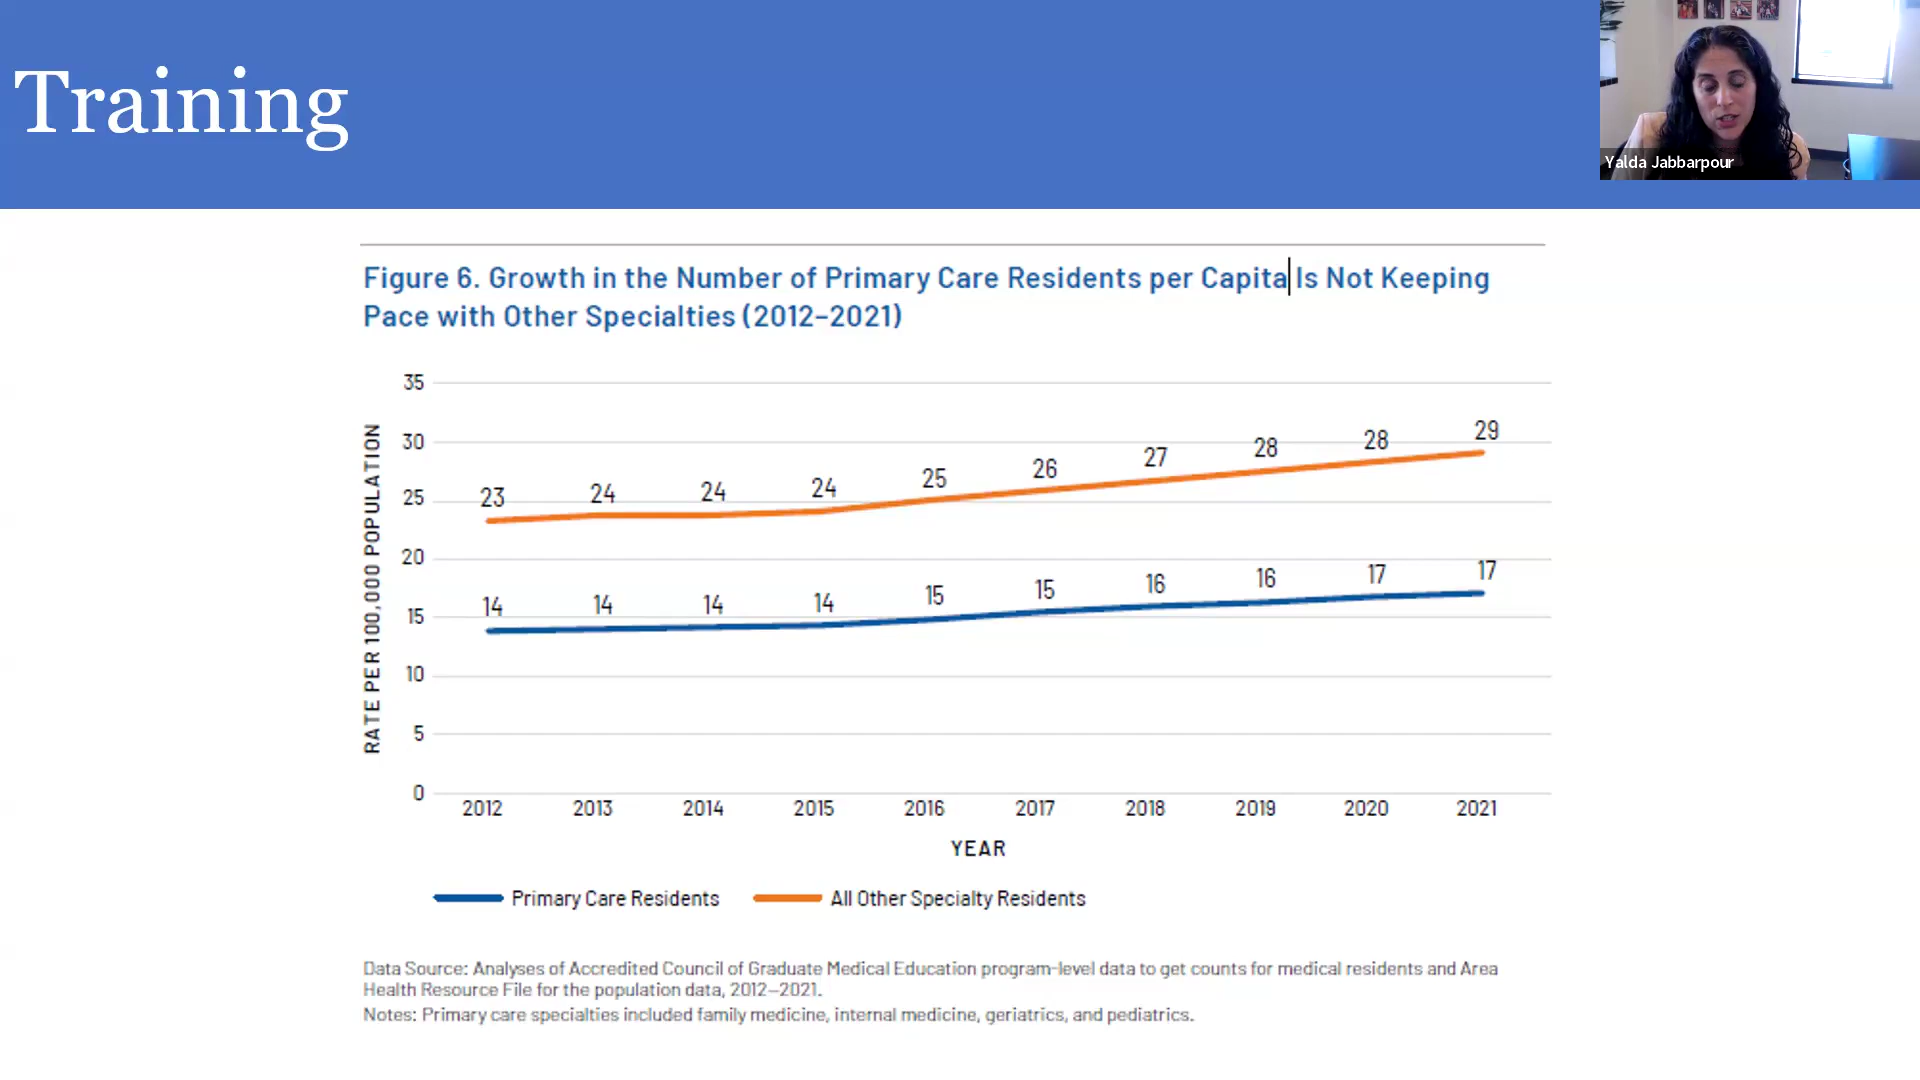 Training
Yalda Jabbarpour
Figure 6. Growth in the Number of Primary Care Residents per Capita Is Not Keeping
Pace with Other Specialties (2012–2021)
RATE PER 100,000 POPULATION
35
30
25
20
15
10
5
0
23 24 24 24 25 26 27 28 28 29
14 14 14 14 15 15 16 16 17 17
2012 2013 2014 2015 2016 2017 2018 2019 2020 2021
YEAR
Primary Care Residents
All Other Specialty Residents
Data Source: Analyses of Accredited Council of Graduate Medical Education program-level data to get counts for medical residents and Area
Health Resource File for the population data, 2012–2021.
Notes: Primary care specialties included family medicine, internal medicine, geriatrics, and pediatrics.